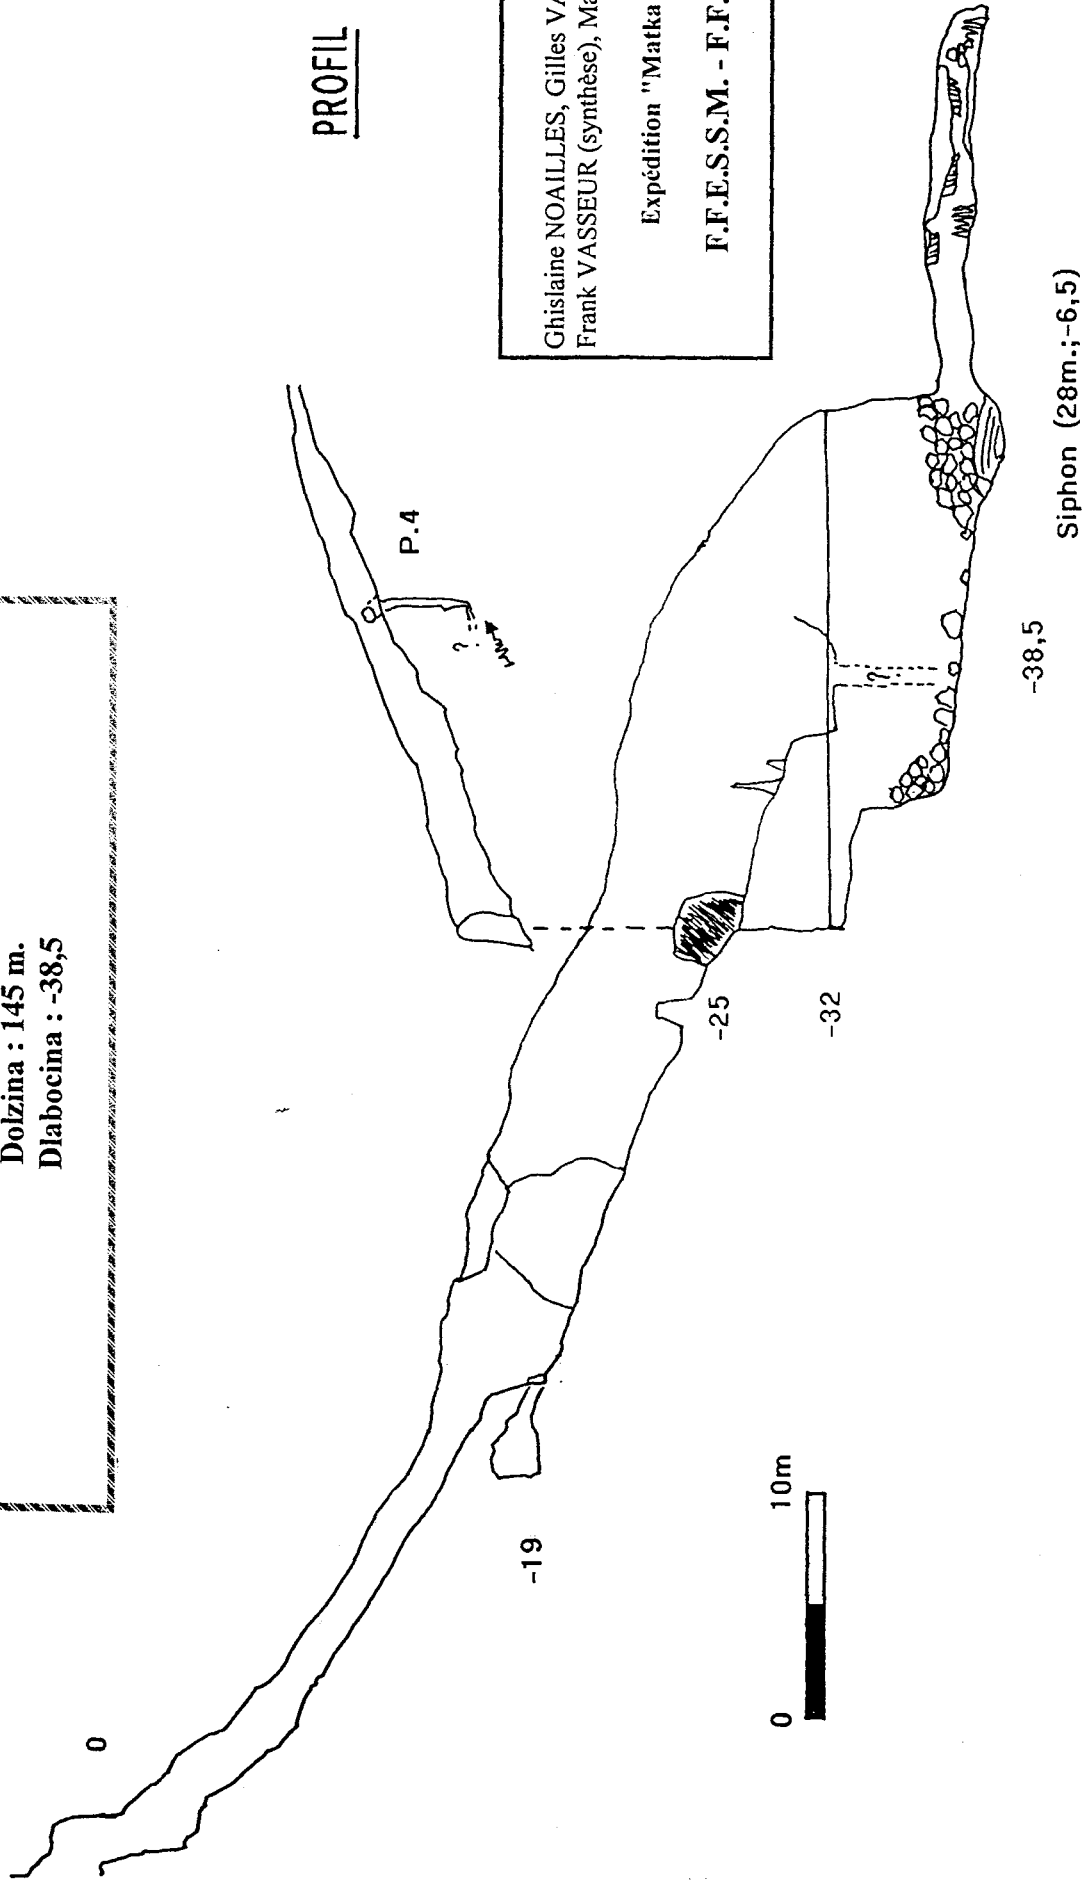 Dolzina : 145 m.
Dlabocina : -38,5
PROFIL
Ghislaine NOAILLES, Gilles
Frank VASSEUR (synthèse),
Expédition "Matka
F.F.E.S.S.M. - F.F.
0
P.4
?
-19
-25
-32
?
-38,5
Siphon (28m.;-6,5)
0 10m